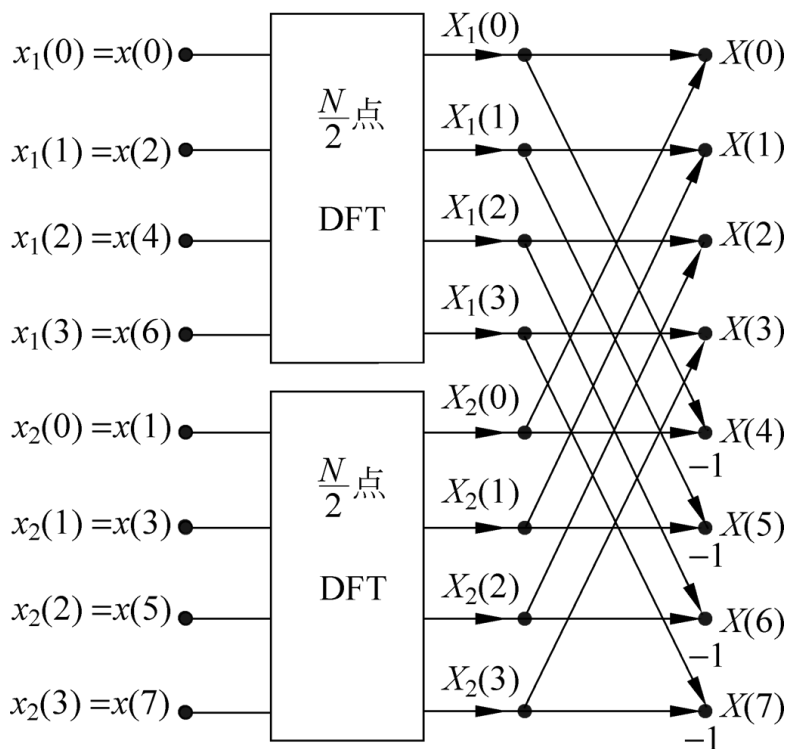 x₁(0) =x(0)
x₁(1) =x(2)
x₁(2) =x(4)
x₁(3) =x(6)
x₂(0) =x(1)
x₂(1) =x(3)
x₂(2) =x(5)
x₂(3) =x(7)
N/2 点
DFT
N/2 点
DFT
X₁(0)
X₁(1)
X₁(2)
X₁(3)
X₂(0)
X₂(1)
X₂(2)
X₂(3)
X(0)
X(1)
X(2)
X(3)
X(4)
−1
X(5)
−1
X(6)
−1
X(7)
−1